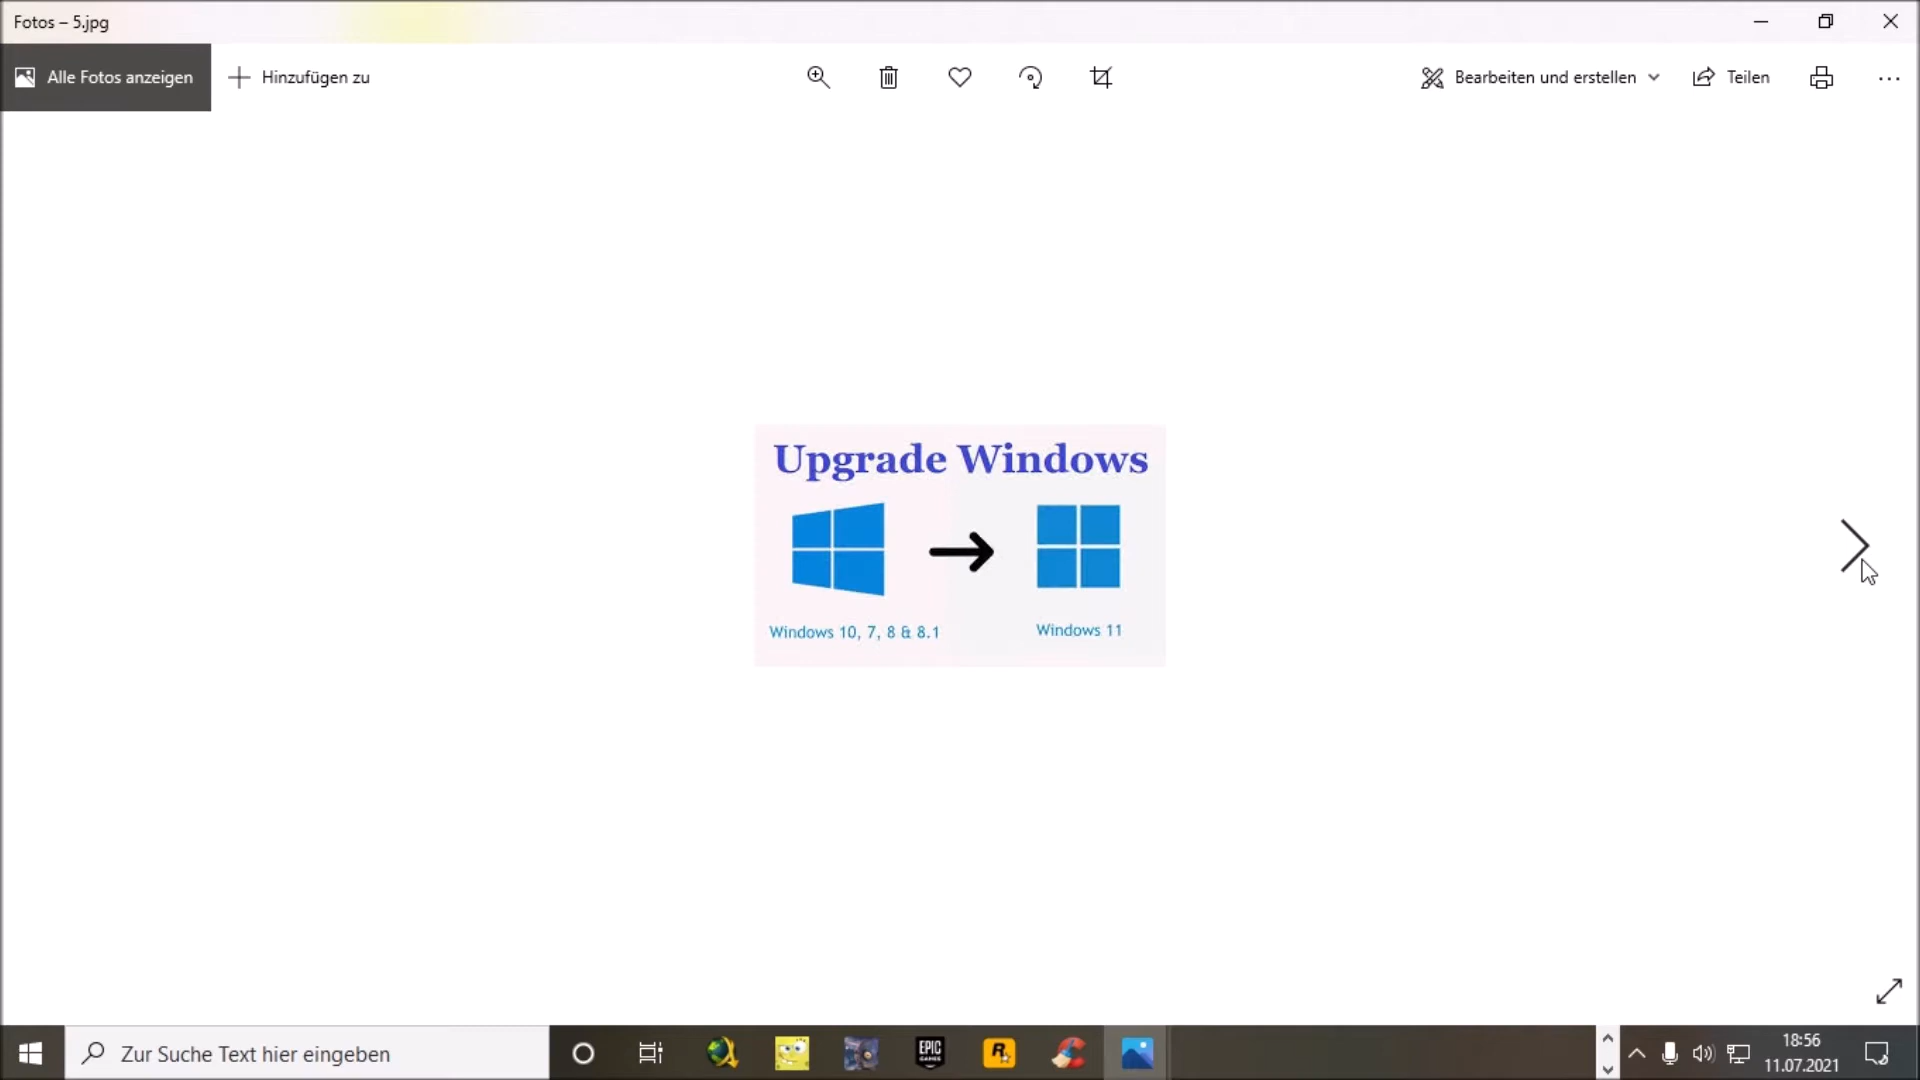 Fotos – 5.jpg
Alle Fotos anzeigen
Hinzufügen zu
Bearbeiten und erstellen
Teilen
Upgrade Windows
Windows 10, 7, 8 & 8.1
Windows 11
Zur Suche Text hier eingeben
EPIC
GAMES
R
18:56
11.07.2021